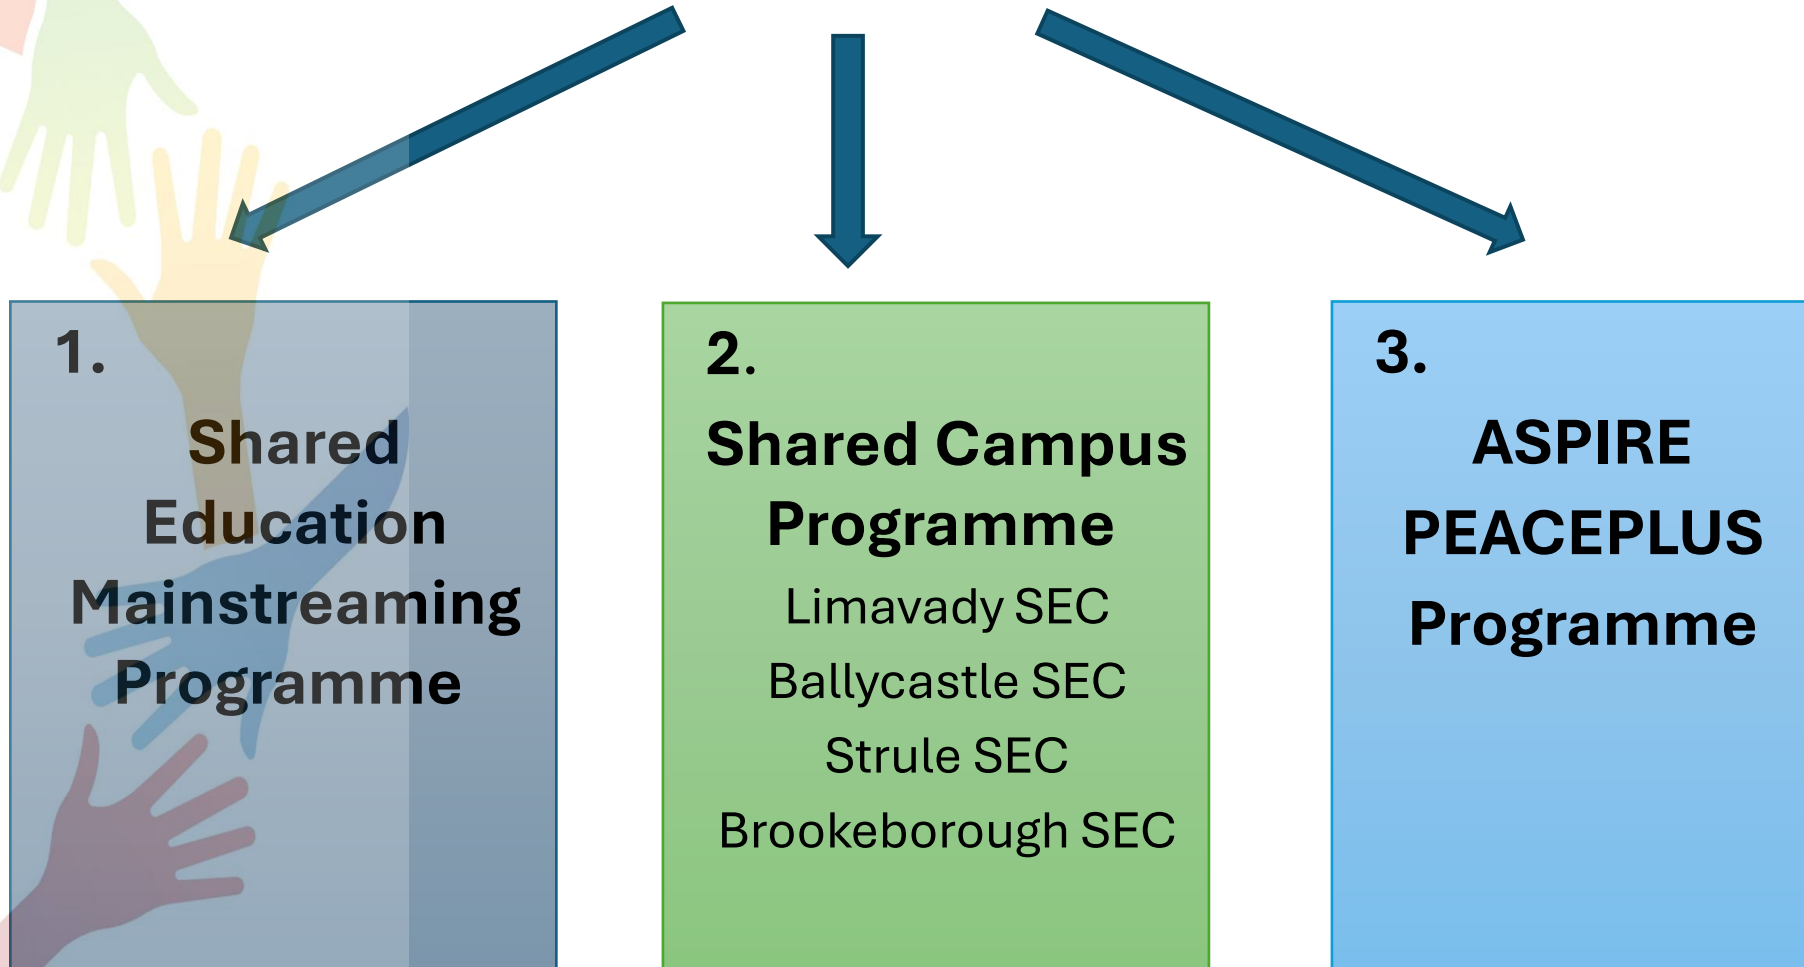 1.
Shared
Education
Mainstreaming
Programme
2.
Shared Campus
Programme
Limavady SEC
Ballycastle SEC
Strule SEC
Brookeborough SEC
3.
ASPIRE
PEACEPLUS
Programme